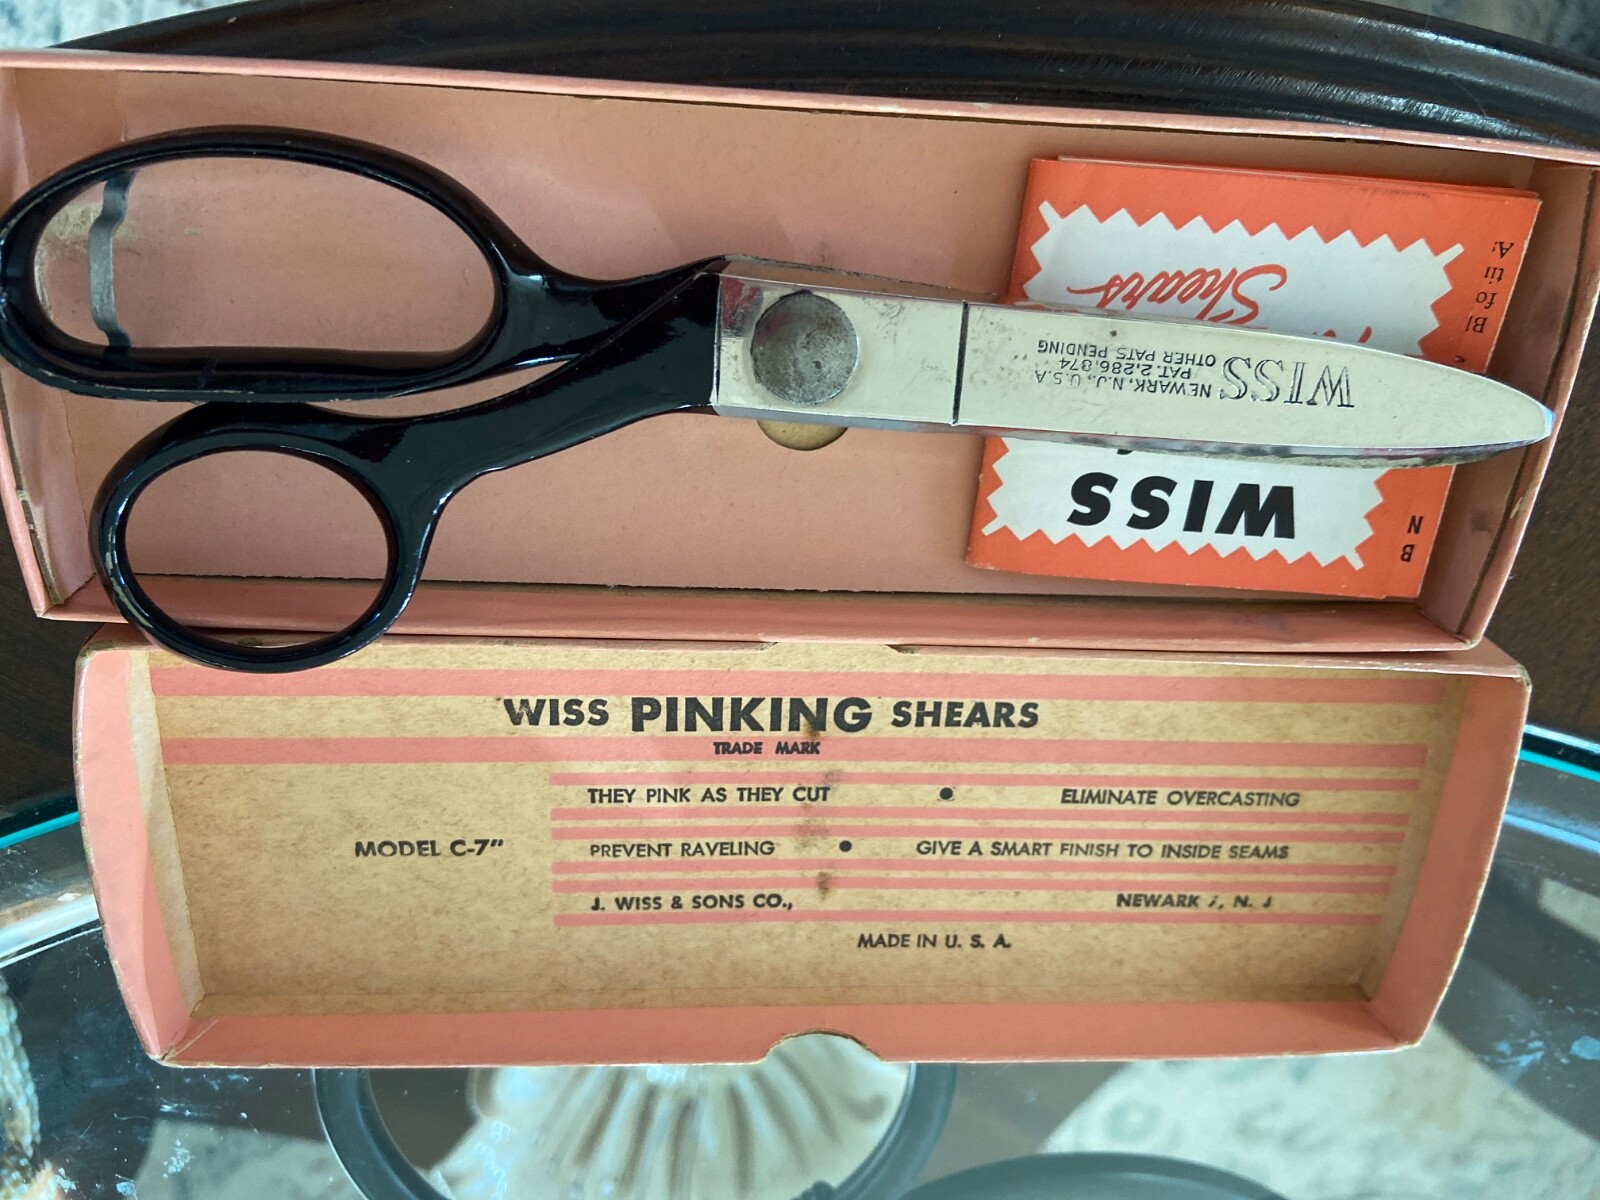 WISS
NEWARK, N.J., U.S.A
PAT. 2,286,874
OTHER PATS PENDING
WISS
Shears
WISS PINKING SHEARS
TRADE MARK
THEY PINK AS THEY CUT ● ELIMINATE OVERCASTING
MODEL C-7"
PREVENT RAVELING ● GIVE A SMART FINISH TO INSIDE SEAMS
J. WISS & SONS CO., NEWARK 7, N. J
MADE IN U. S. A.